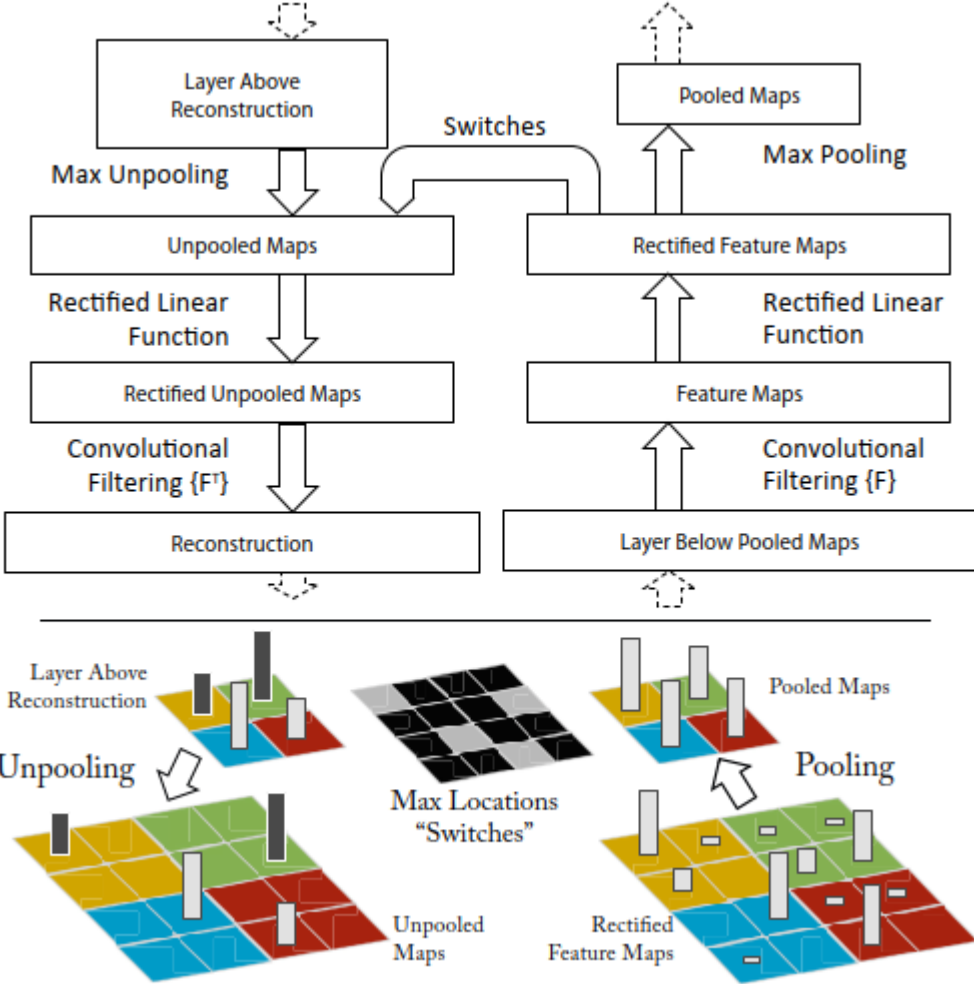 Layer Above
Reconstruction
Pooled Maps
Switches
Max Unpooling
Max Pooling
Unpooled Maps
Rectified Feature Maps
Rectified Linear
Function
Rectified Linear
Function
Rectified Unpooled Maps
Feature Maps
Convolutional
Filtering {Fᵀ}
Convolutional
Filtering {F}
Reconstruction
Layer Below Pooled Maps
Layer Above
Reconstruction
Pooled Maps
Unpooling
Pooling
Max Locations
“Switches”
Unpooled
Maps
Rectified
Feature Maps